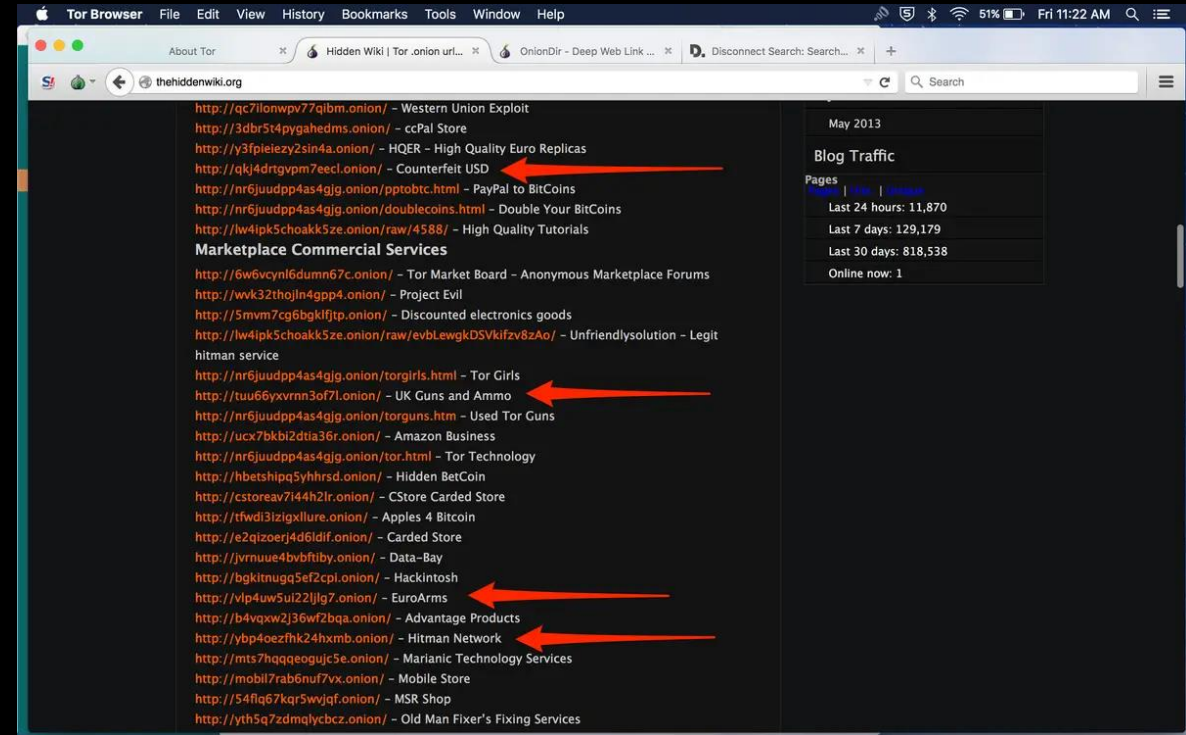 Tor Browser File Edit View History Bookmarks Tools Window Help 51% Fri 11:22 AM
About Tor Hidden Wiki | Tor .onion url... OnionDir - Deep Web Link ... Disconnect Search: Search...
thehiddenwiki.org Search
http://qc7ilonwpv77qibm.onion/ – Western Union Exploit
http://3dbr5t4pygahedms.onion/ – ccPal Store
http://y3fpieiezy2sin4a.onion/ – HQER – High Quality Euro Replicas
http://qkj4drtgvpm7eecl.onion/ – Counterfeit USD
http://nr6juudpp4as4gjg.onion/pptobtc.html – PayPal to BitCoins
http://nr6juudpp4as4gjg.onion/doublecoins.html – Double Your BitCoins
http://lw4ipk5choakk5ze.onion/raw/4588/ – High Quality Tutorials
Marketplace Commercial Services
http://6w6vcynl6dumn67c.onion/ – Tor Market Board – Anonymous Marketplace Forums
http://wvk32thojln4gpp4.onion/ – Project Evil
http://5mvm7cg6bgklfjtp.onion/ – Discounted electronics goods
http://lw4ipk5choakk5ze.onion/raw/evbLewgkDSVkifzv8zAo/ – Unfriendlysolution – Legit
hitman service
http://nr6juudpp4as4gjg.onion/torgirls.html – Tor Girls
http://tuu66yxvrnn3of7l.onion/ – UK Guns and Ammo
http://nr6juudpp4as4gjg.onion/torguns.htm – Used Tor Guns
http://ucx7bkbi2dtia36r.onion/ – Amazon Business
http://nr6juudpp4as4gjg.onion/tor.html – Tor Technology
http://hbetshipq5yhhrsd.onion/ – Hidden BetCoin
http://cstoreav7i44h2lr.onion/ – CStore Carded Store
http://tfwdi3izigxllure.onion/ – Apples 4 Bitcoin
http://e2qizoerj4d6ldif.onion/ – Carded Store
http://jvrnuue4bvbftiby.onion/ – Data-Bay
http://bgkitnugq5ef2cpi.onion/ – Hackintosh
http://vlp4uw5ui22ljlg7.onion/ – EuroArms
http://b4vqxw2j36wf2bqa.onion/ – Advantage Products
http://ybp4oezfhk24hxmb.onion/ – Hitman Network
http://mts7hqqqeogujc5e.onion/ – Marianic Technology Services
http://mobil7rab6nuf7vx.onion/ – Mobile Store
http://54flq67kqr5wvjqf.onion/ – MSR Shop
http://yth5q7zdmqlycbcz.onion/ – Old Man Fixer's Fixing Services
May 2013
Blog Traffic
Pages
Pages | | 
Last 24 hours: 11,870
Last 7 days: 129,179
Last 30 days: 818,538
Online now: 1